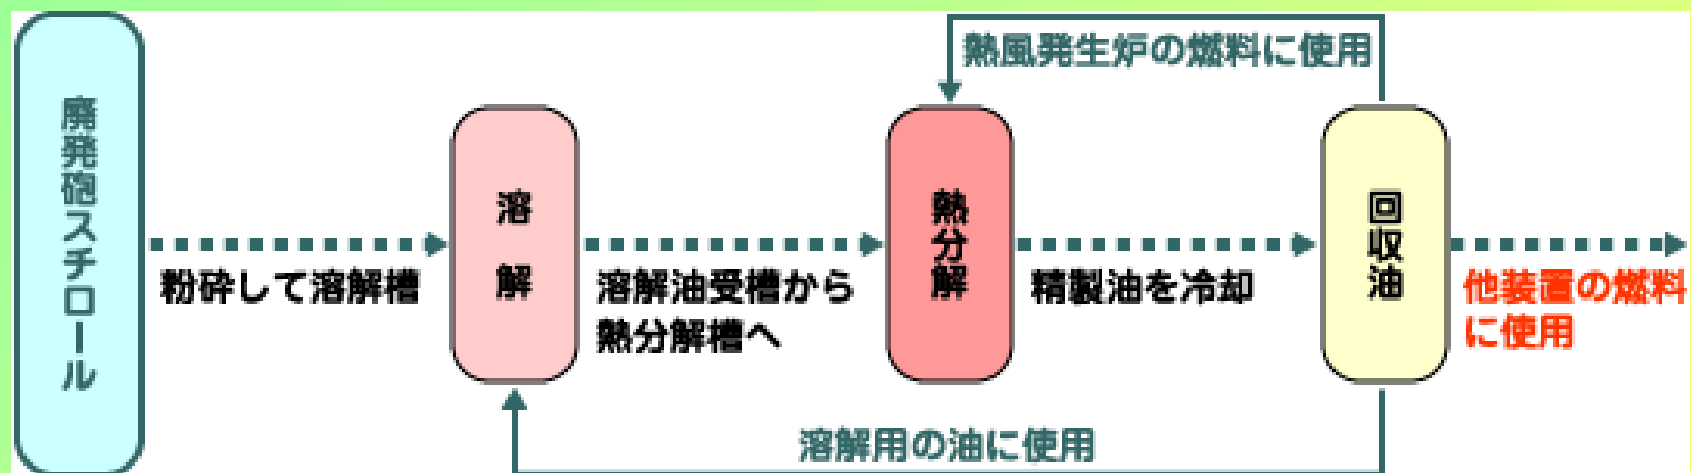 熱風発生炉の燃料に使用
廃発砲スチロール
溶解
熱分解
回収油
粉砕して溶解槽
溶解油受槽から
熱分解槽へ
精製油を冷却
他装置の燃料
に使用
溶解用の油に使用